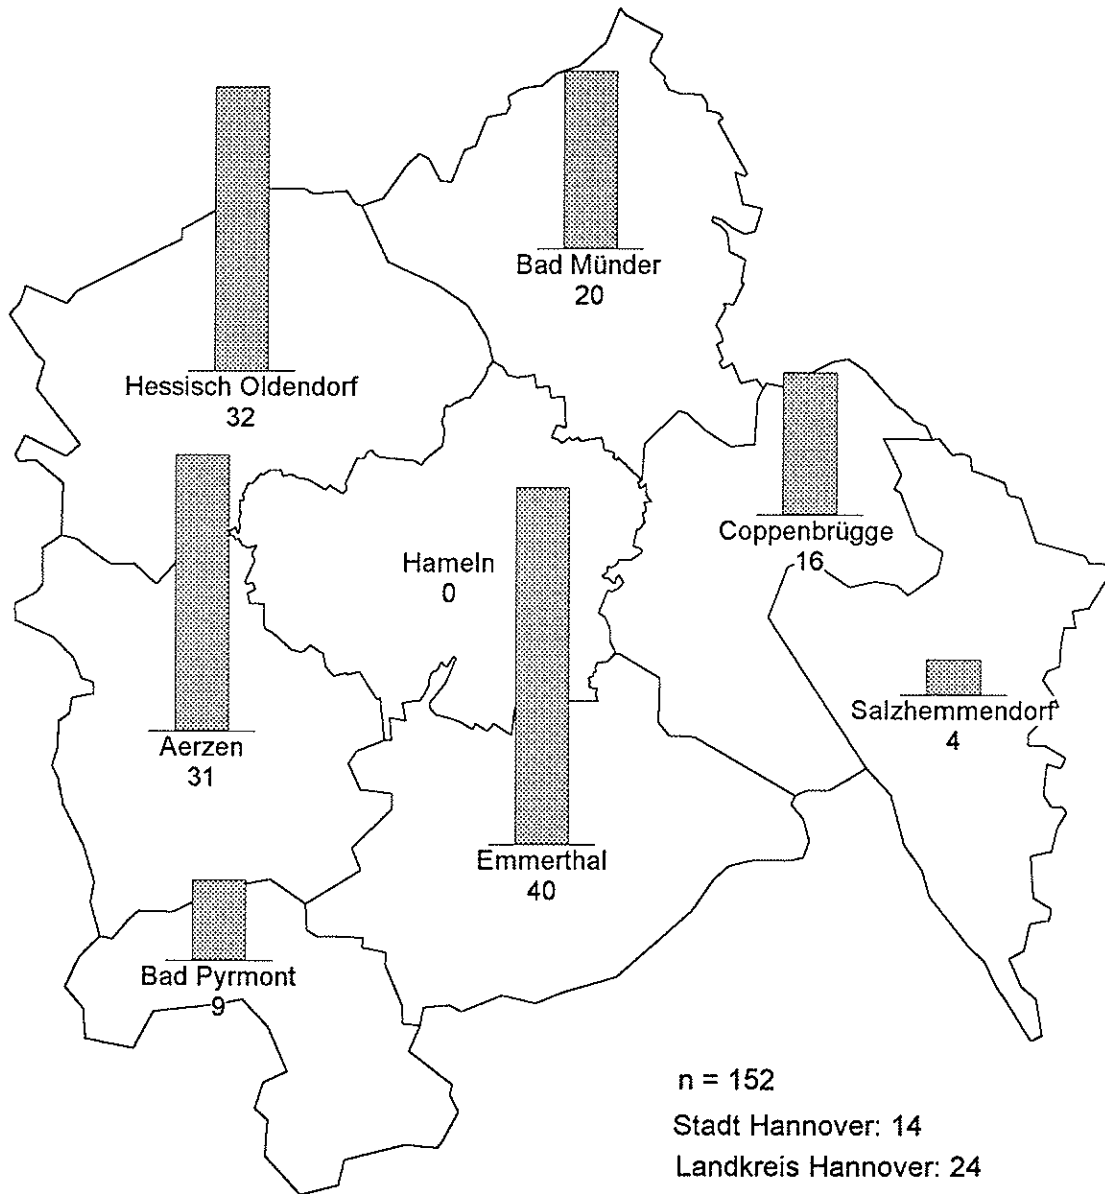 Bad Münder
20
Hessisch Oldendorf
32
Coppenbrügge
16
Hameln
0
Salzhemmendorf
4
Aerzen
31
Emmerthal
40
Bad Pyrmont
9
n = 152
Stadt Hannover: 14
Landkreis Hannover: 24